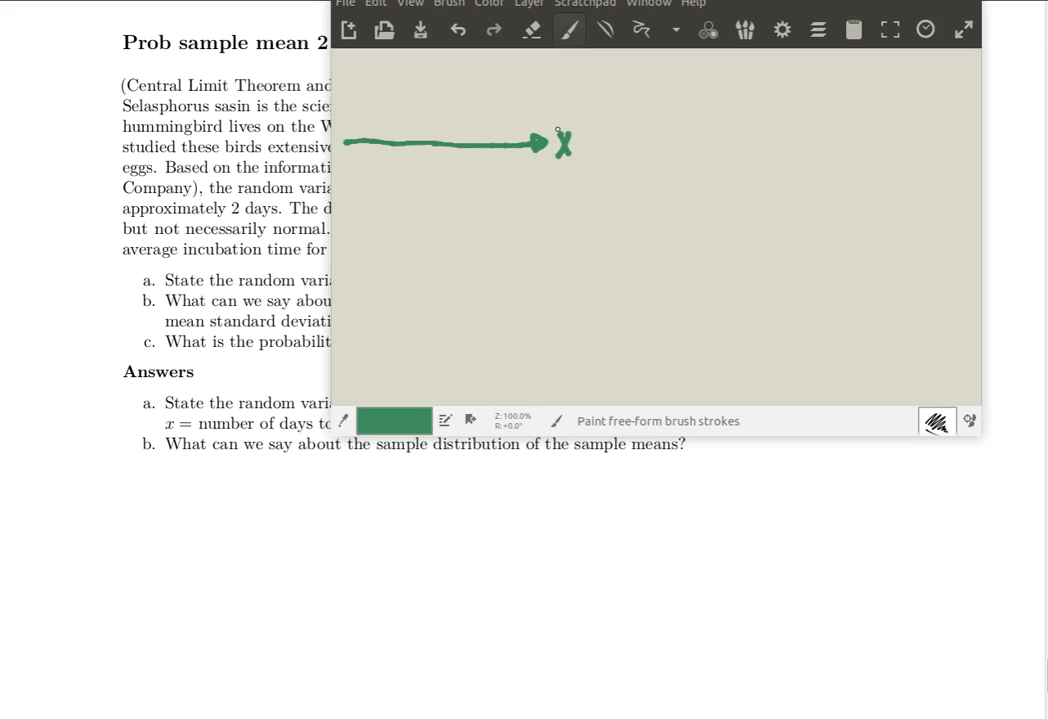 File Edit View Brush Color Layer Scratchpad Window Help
Prob sample mean 2
(Central Limit Theorem and
Selasphorus sasin is the scie
hummingbird lives on the W
studied these birds extensive
eggs. Based on the informati
Company), the random varia
approximately 2 days. The d
but not necessarily normal.
average incubation time for
a. State the random vari
b. What can we say abou
mean standard deviati
c. What is the probabilit
X
Answers
a. State the random vari
x = number of days to
b. What can we say about the sample distribution of the sample means?
Z: 100.0%
R: +0.0°
Paint free-form brush strokes